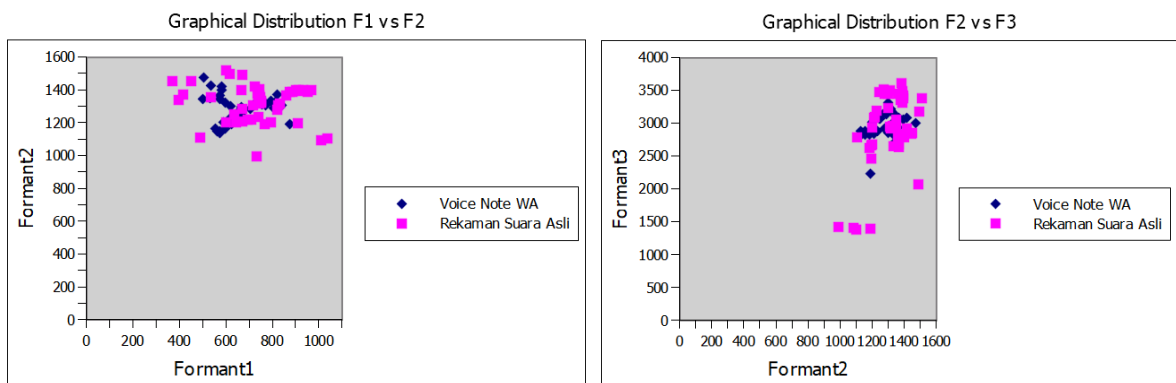 Graphical Distribution F1 vs F2
1600
1400
1200
1000
800
600
400
200
0
Formant2
0 200 400 600 800 1000
Formant1
Voice Note WA
Rekaman Suara Asli
Graphical Distribution F2 vs F3
4000
3500
3000
2500
2000
1500
1000
500
0
Formant3
0 200 400 600 800 1000 1200 1400 1600
Formant2
Voice Note WA
Rekaman Suara Asli